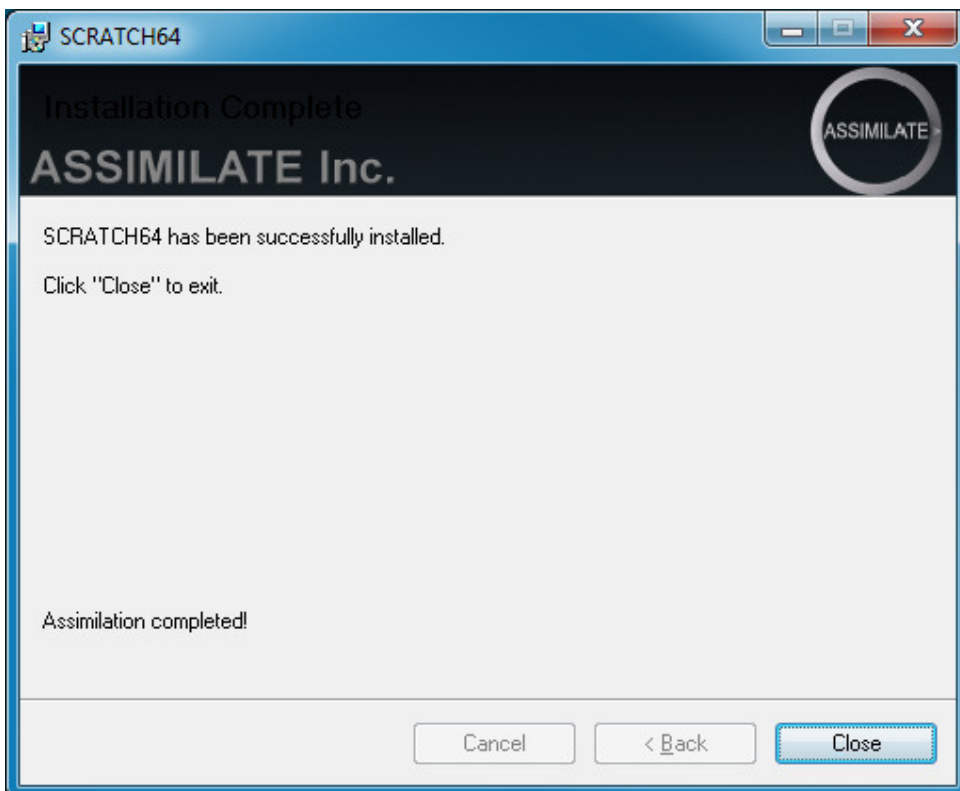 SCRATCH64
Installation Complete
ASSIMILATE Inc.
ASSIMILATE
SCRATCH64 has been successfully installed.
Click "Close" to exit.
Assimilation completed!
Cancel
< Back
Close